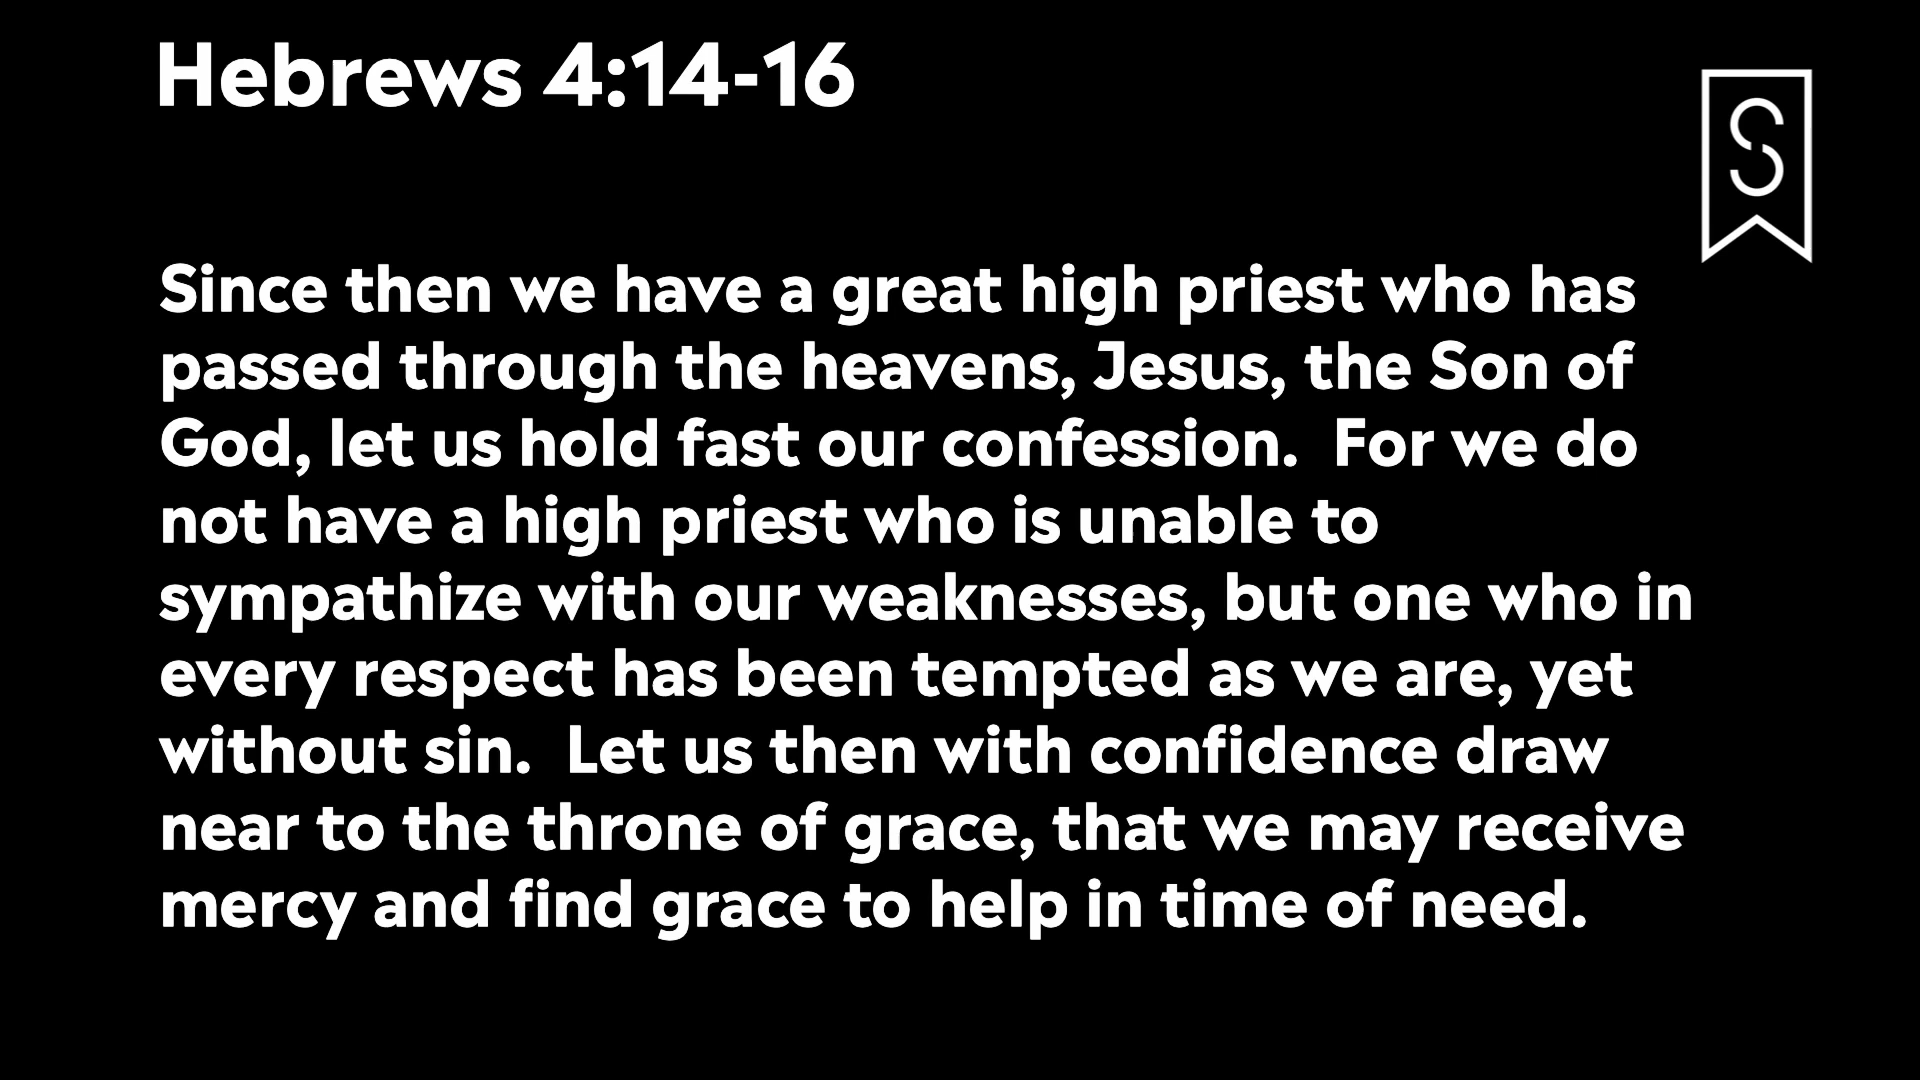 Hebrews 4:14-16
S
Since then we have a great high priest who has
passed through the heavens, Jesus, the Son of
God, let us hold fast our confession.  For we do
not have a high priest who is unable to
sympathize with our weaknesses, but one who in
every respect has been tempted as we are, yet
without sin.  Let us then with confidence draw
near to the throne of grace, that we may receive
mercy and find grace to help in time of need.